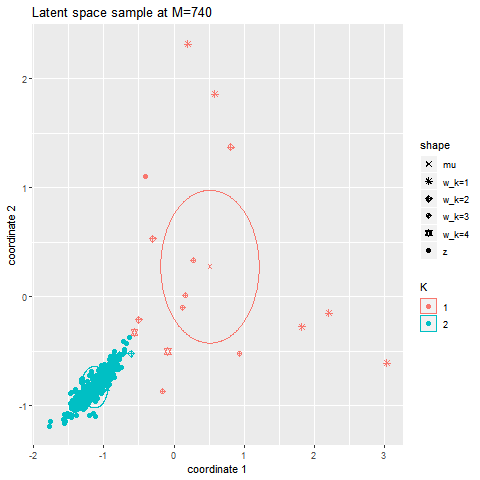 Latent space sample at M=740
coordinate 2
2
1
0
-1
-2
-1
0
1
2
3
coordinate 1
shape
mu
w_k=1
w_k=2
w_k=3
w_k=4
z
K
1
2